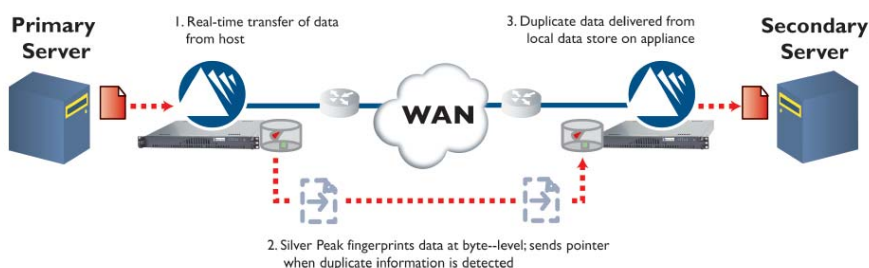 Primary
Server
1. Real-time transfer of data
from host
3. Duplicate data delivered from
local data store on appliance
Secondary
Server
WAN
2. Silver Peak fingerprints data at byte--level; sends pointer
when duplicate information is detected